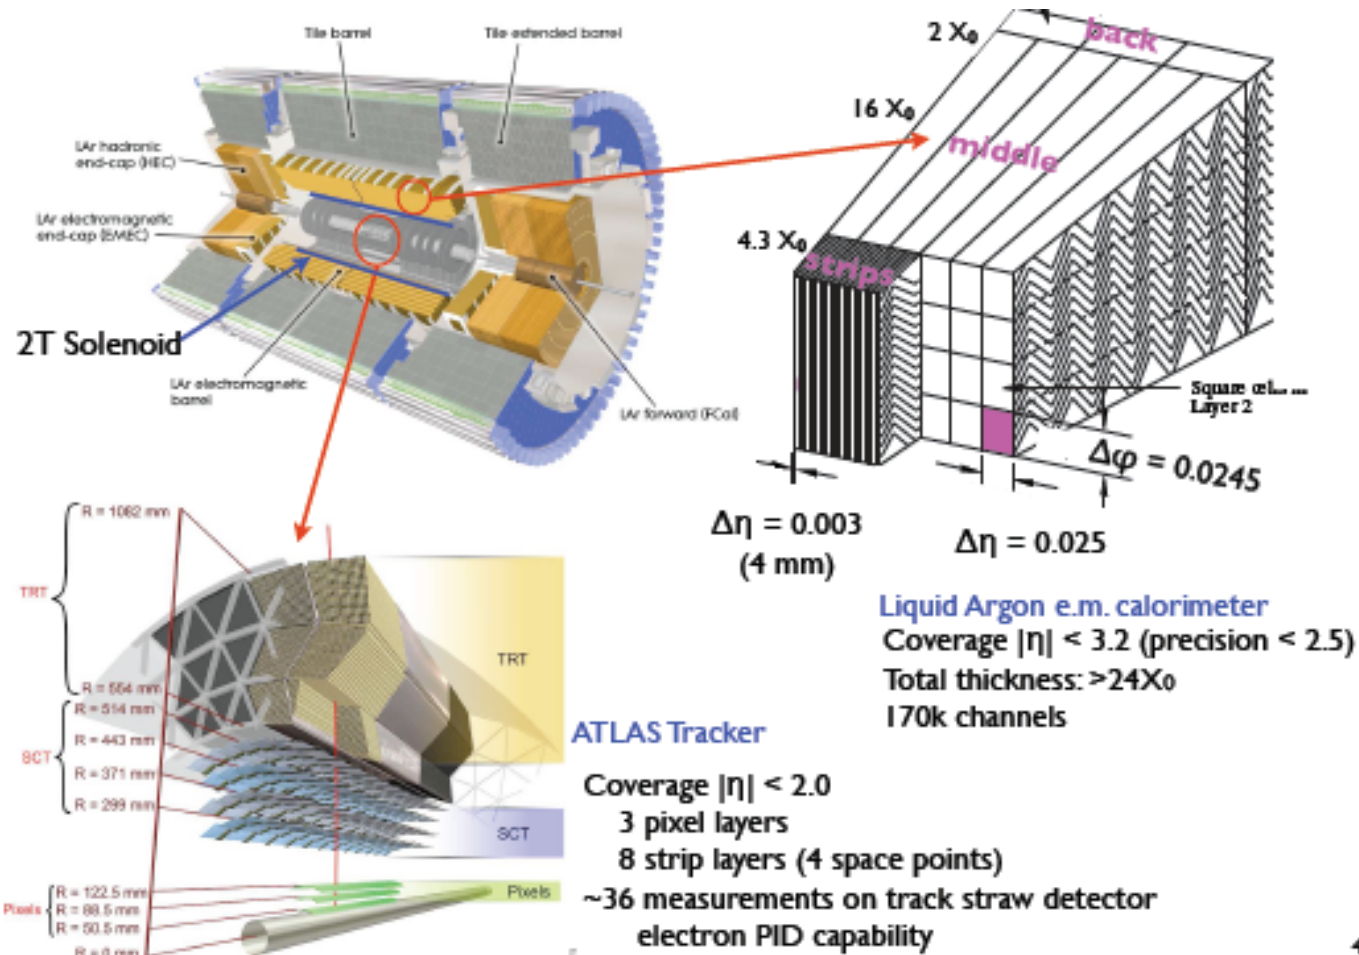 Tile barrel
Tile extended barrel
LAr hadronic
end-cap (HEC)
LAr electromagnetic
end-cap (EMEC)
2T Solenoid
LAr electromagnetic
barrel
LAr forward (FCal)
2 X₀
back
16 X₀
middle
4.3 X₀
strips
Square
Layer 2
Δφ = 0.0245
Δη = 0.003
(4 mm)
Δη = 0.025
Liquid Argon e.m. calorimeter
Coverage |η| < 3.2 (precision < 2.5)
Total thickness: >24X₀
170k channels
R = 1082 mm
TRT
R = 554 mm
R = 514 mm
R = 443 mm
SCT
R = 371 mm
R = 299 mm
R = 122.5 mm
Pixels
R = 88.5 mm
R = 50.5 mm
R = 0 mm
TRT
SCT
Pixels
ATLAS Tracker
Coverage |η| < 2.0
3 pixel layers
8 strip layers (4 space points)
~36 measurements on track straw detector
electron PID capability